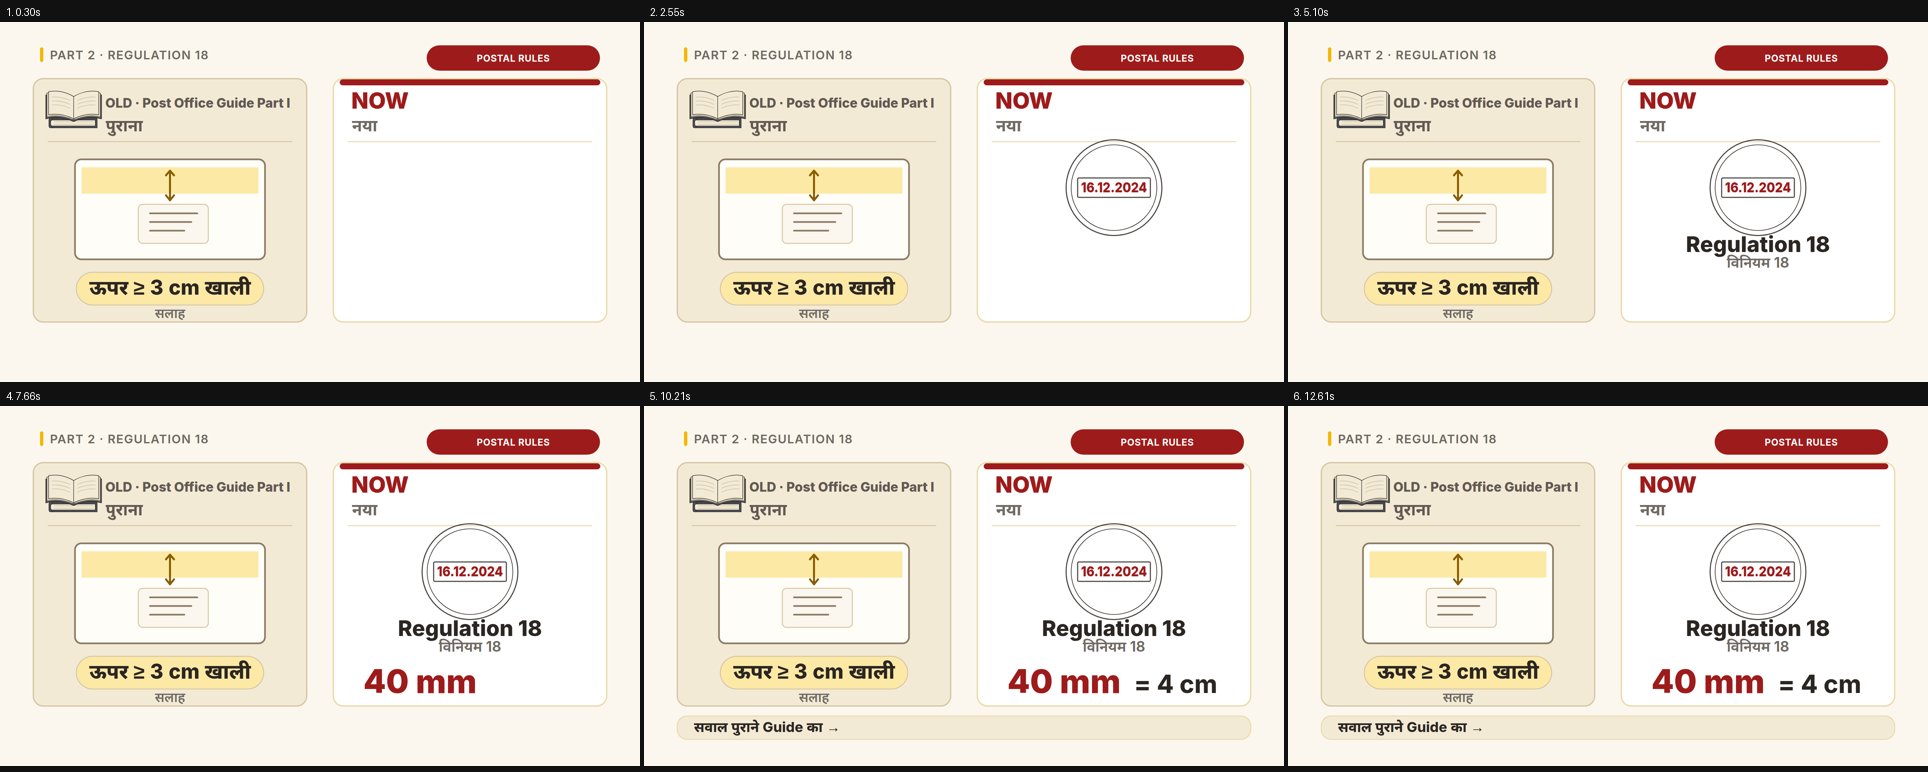 1. 0.30s
PART 2 · REGULATION 18
POSTAL RULES
OLD · Post Office Guide Part I
पुराना
ऊपर ≥ 3 cm खाली
सलाह
NOW
नया
2. 2.55s
PART 2 · REGULATION 18
POSTAL RULES
OLD · Post Office Guide Part I
पुराना
ऊपर ≥ 3 cm खाली
सलाह
NOW
नया
16.12.2024
3. 5.10s
PART 2 · REGULATION 18
POSTAL RULES
OLD · Post Office Guide Part I
पुराना
ऊपर ≥ 3 cm खाली
सलाह
NOW
नया
16.12.2024
Regulation 18
विनियम 18
4. 7.66s
PART 2 · REGULATION 18
POSTAL RULES
OLD · Post Office Guide Part I
पुराना
ऊपर ≥ 3 cm खाली
सलाह
NOW
नया
16.12.2024
Regulation 18
विनियम 18
40 mm
5. 10.21s
PART 2 · REGULATION 18
POSTAL RULES
OLD · Post Office Guide Part I
पुराना
ऊपर ≥ 3 cm खाली
सलाह
NOW
नया
16.12.2024
Regulation 18
विनियम 18
40 mm = 4 cm
सवाल पुराने Guide का →
6. 12.61s
PART 2 · REGULATION 18
POSTAL RULES
OLD · Post Office Guide Part I
पुराना
ऊपर ≥ 3 cm खाली
सलाह
NOW
नया
16.12.2024
Regulation 18
विनियम 18
40 mm = 4 cm
सवाल पुराने Guide का →